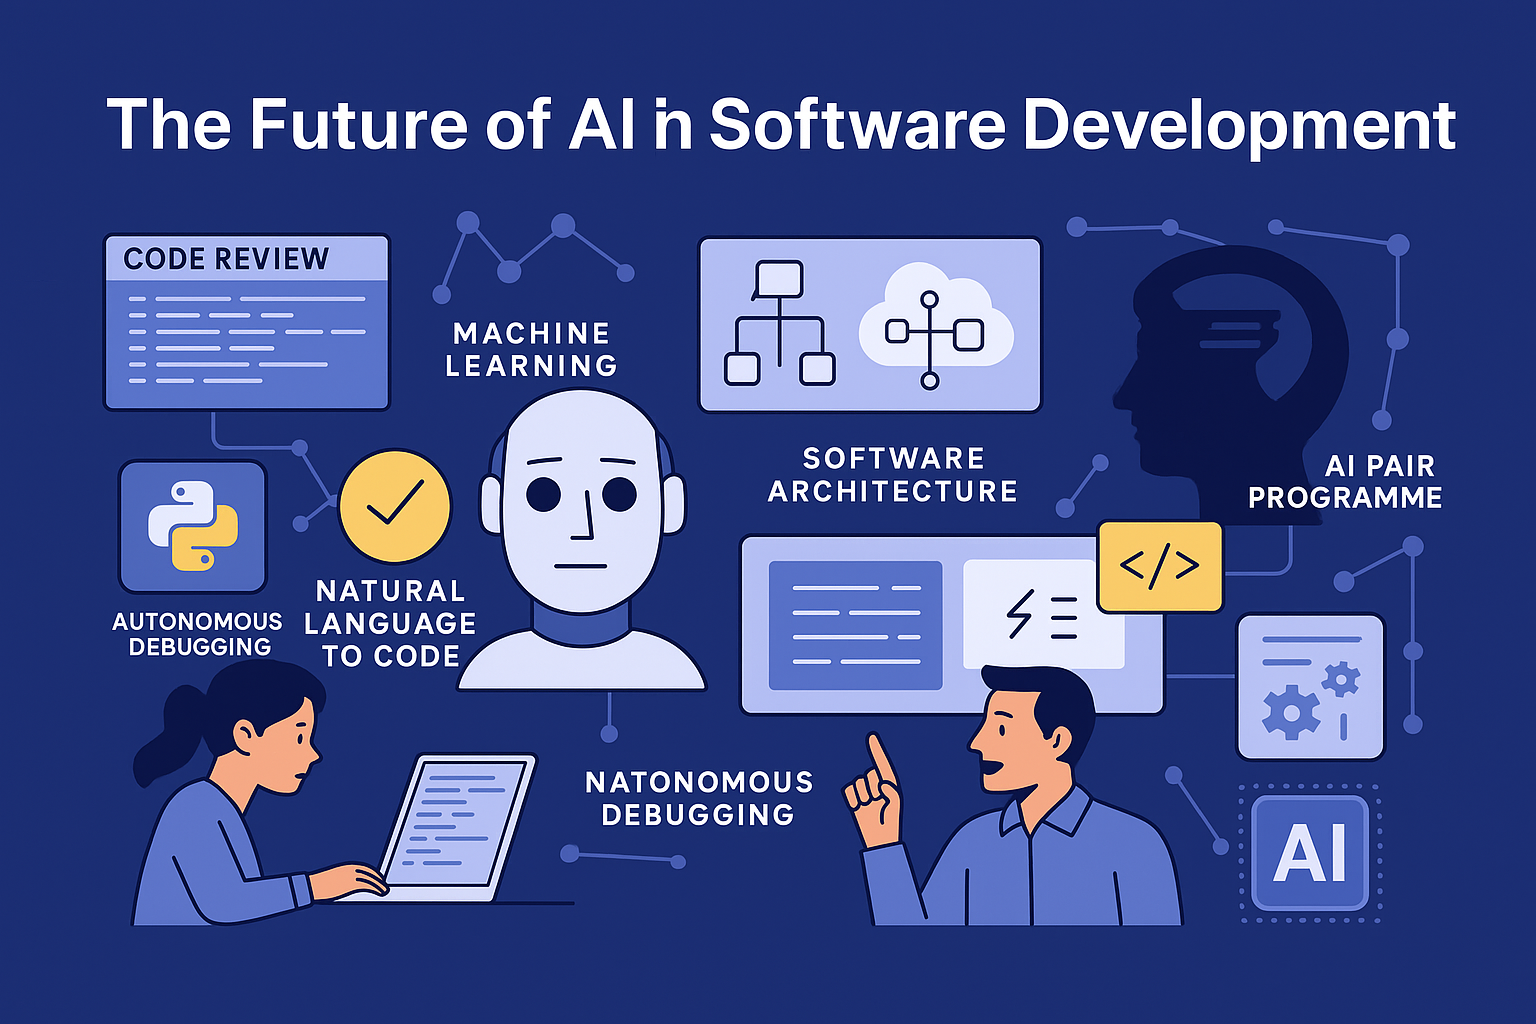 The Future of AI in Software Development
CODE REVIEW
MACHINE
LEARNING
SOFTWARE
ARCHITECTURE
AI PAIR
PROGRAMME
</>
AUTONOMOUS
DEBUGGING
NATURAL
LANGUAGE
TO CODE
NATONOMOUS
DEBUGGING
AI